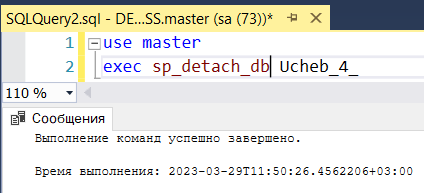 SQLQuery2.sql - DE...SS.master (sa (73))*
1 use master
2 exec sp_detach_db Ucheb_4_
110 %
Сообщения
Выполнение команд успешно завершено.
Время выполнения: 2023-03-29T11:50:26.4562206+03:00